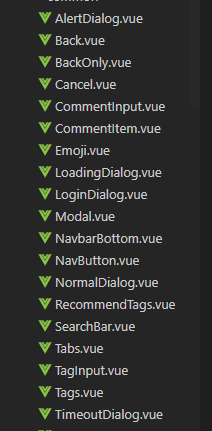 common
AlertDialog.vue
Back.vue
BackOnly.vue
Cancel.vue
CommentInput.vue
CommentItem.vue
Emoji.vue
LoadingDialog.vue
LoginDialog.vue
Modal.vue
NavbarBottom.vue
NavButton.vue
NormalDialog.vue
RecommendTags.vue
SearchBar.vue
Tabs.vue
TagInput.vue
Tags.vue
TimeoutDialog.vue